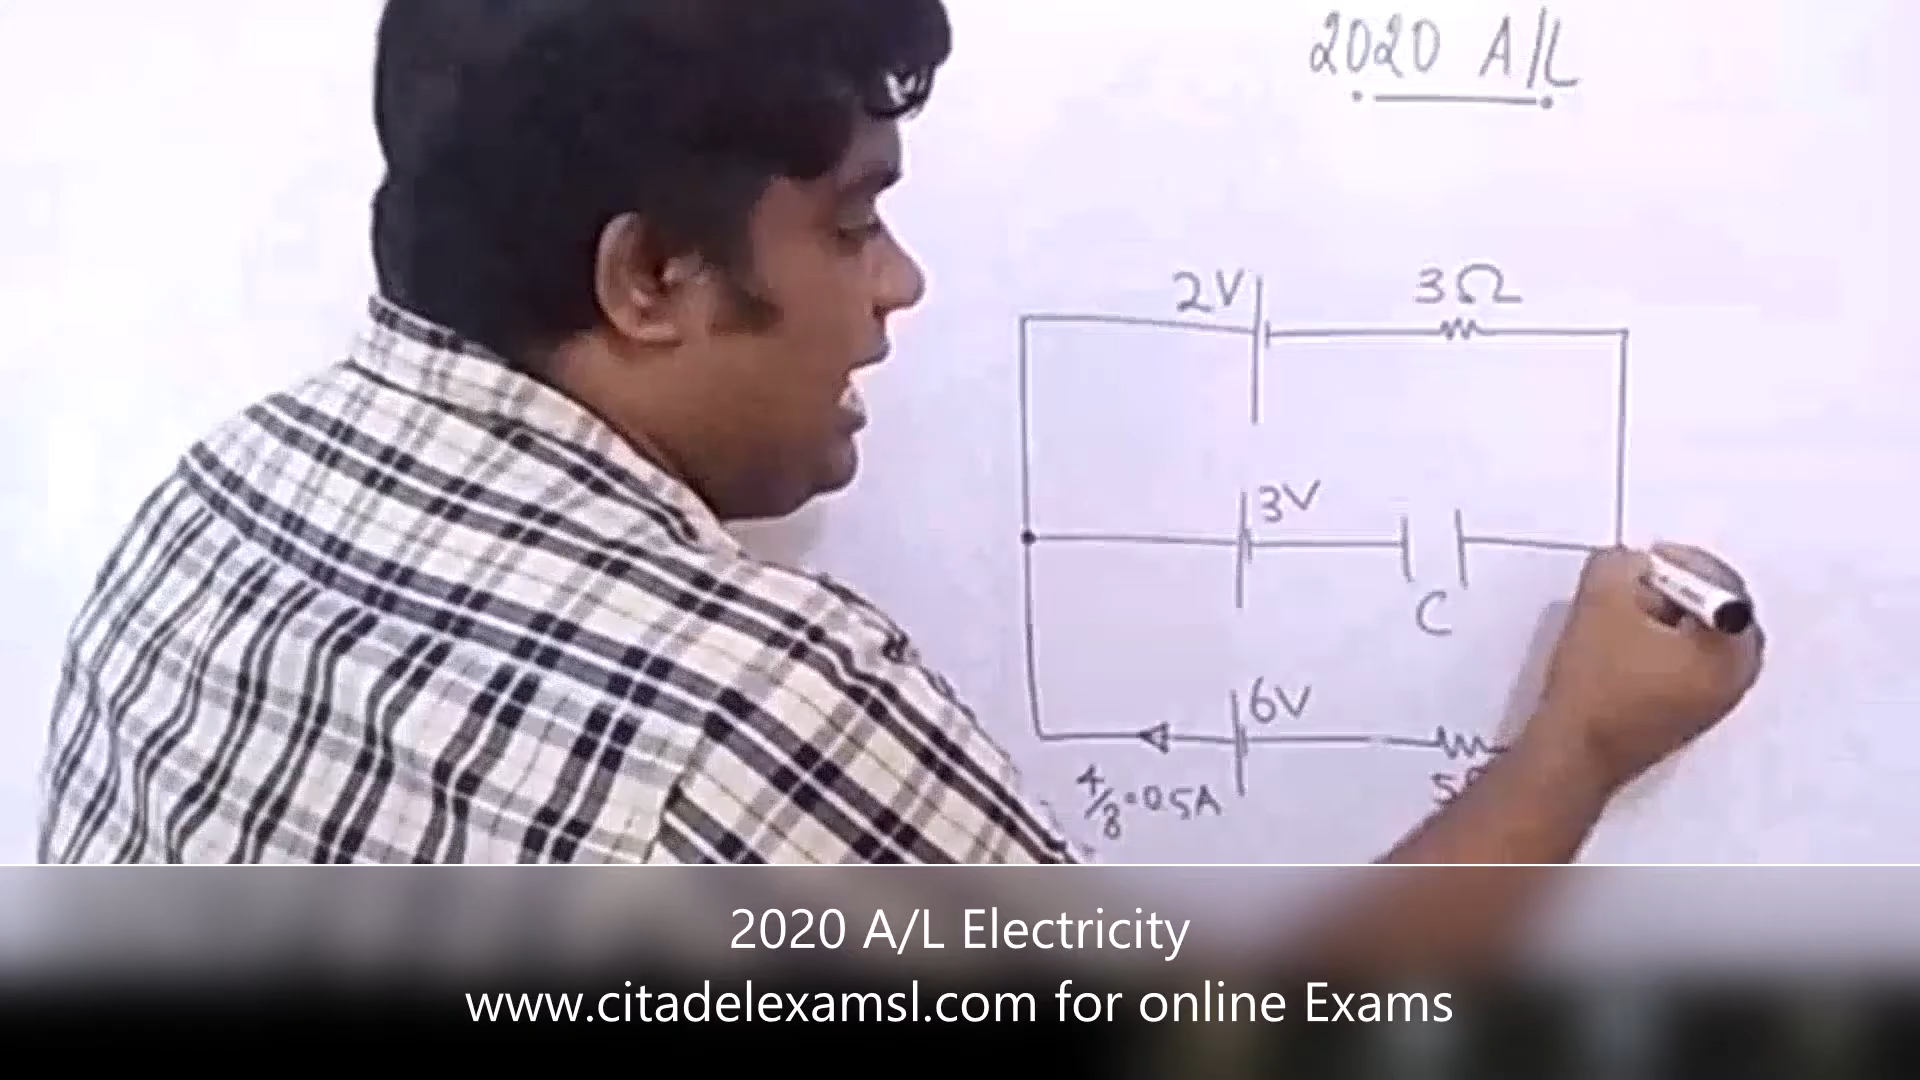 2020 A/L
2V
3Ω
3V
C
6V
4/8=0.5A
2020 A/L Electricity
www.citadelexamsl.com for online Exams